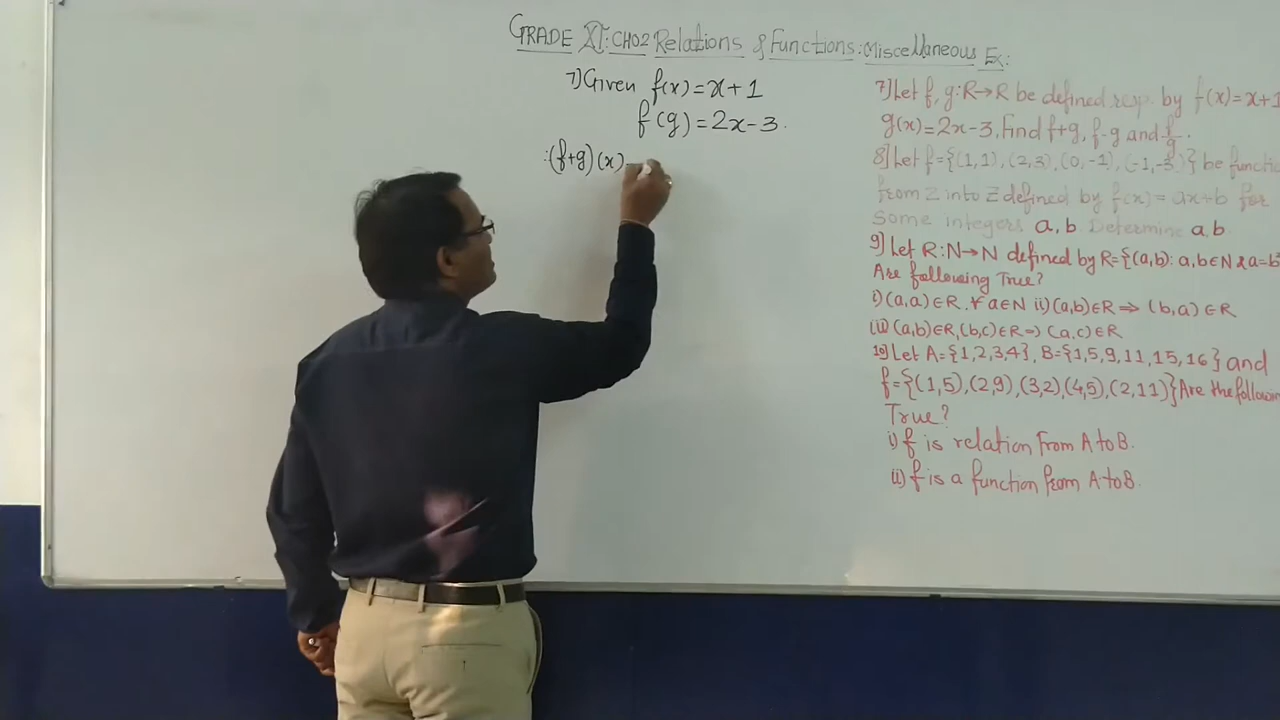 GRADE XI: CH02 Relations & Functions: Miscellaneous Ex:
7) Given f(x) = x + 1
f(g) = 2x - 3.
:(f+g)(x) =
7) Let f, g: R→R be defined resp. by f(x) = x+1
g(x) = 2x-3, Find f+g, f-g and f/g.
8) Let f = {(1,1), (2,3), (0,-1), (-1,-3)} be functi
from Z into Z defined by f(x) = ax+b for
some integers a, b. Determine a, b
9) Let R: N→N defined by R = {(a,b): a, b ∈ N & a = b²
Are following True?
i) (a,a) ∈ R, ∀ a ∈ N ii) (a,b) ∈ R ⇒ (b,a) ∈ R
iii) (a,b) ∈ R, (b,c) ∈ R ⇒ (a,c) ∈ R
10) Let A = {1,2,3,4}, B = {1,5,9,11,15,16} and
f = {(1,5), (2,9), (3,2), (4,5), (2,11)} Are the following
True?
i) f is relation from A to B.
ii) f is a function from A to B.